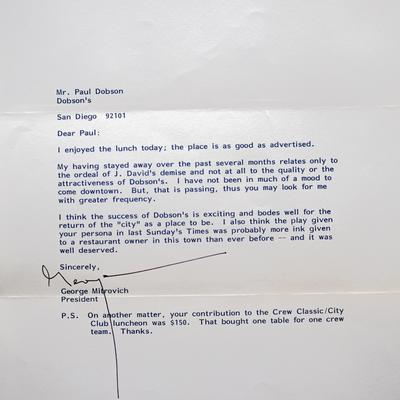 Mr. Paul Dobson
Dobson's
San Diego 92101
Dear Paul:
I enjoyed the lunch today; the place is as good as advertised.
My having stayed away over the past several months relates only to
the ordeal of J. David's demise and not at all to the quality or the
attractiveness of Dobson's. I have not been in much of a mood to
come downtown. But, that is passing, thus you may look for me
with greater frequency.
I think the success of Dobson's is exciting and bodes well for the
return of the "city" as a place to be. I also think the play given
your persona in last Sunday's Times was probably more ink given
to a restaurant owner in this town than ever before -- and it was
well deserved.
Sincerely,
George
George Mitrovich
President
P.S. On another matter, your contribution to the Crew Classic/City
Club luncheon was $150. That bought one table for one crew
team. Thanks.